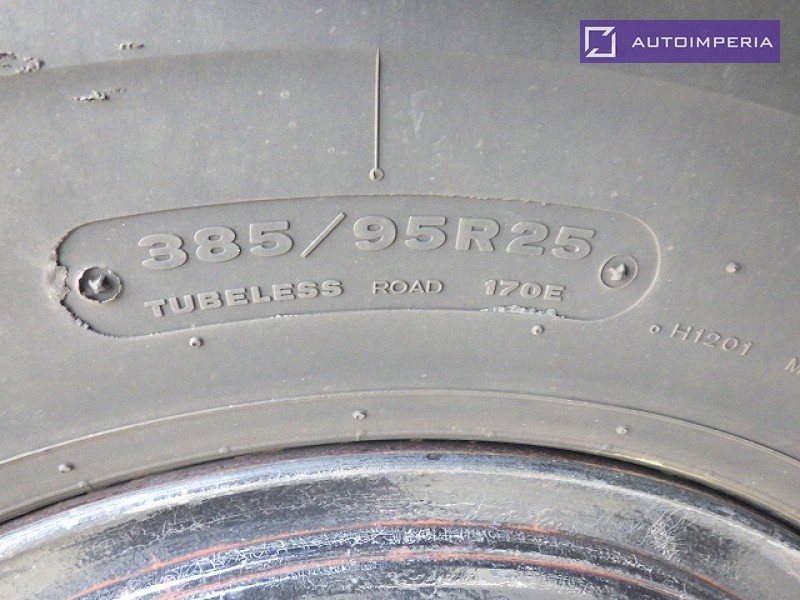 AUTOIMPERIA
385/95R25
TUBELESS ROAD 170E
H1201
M